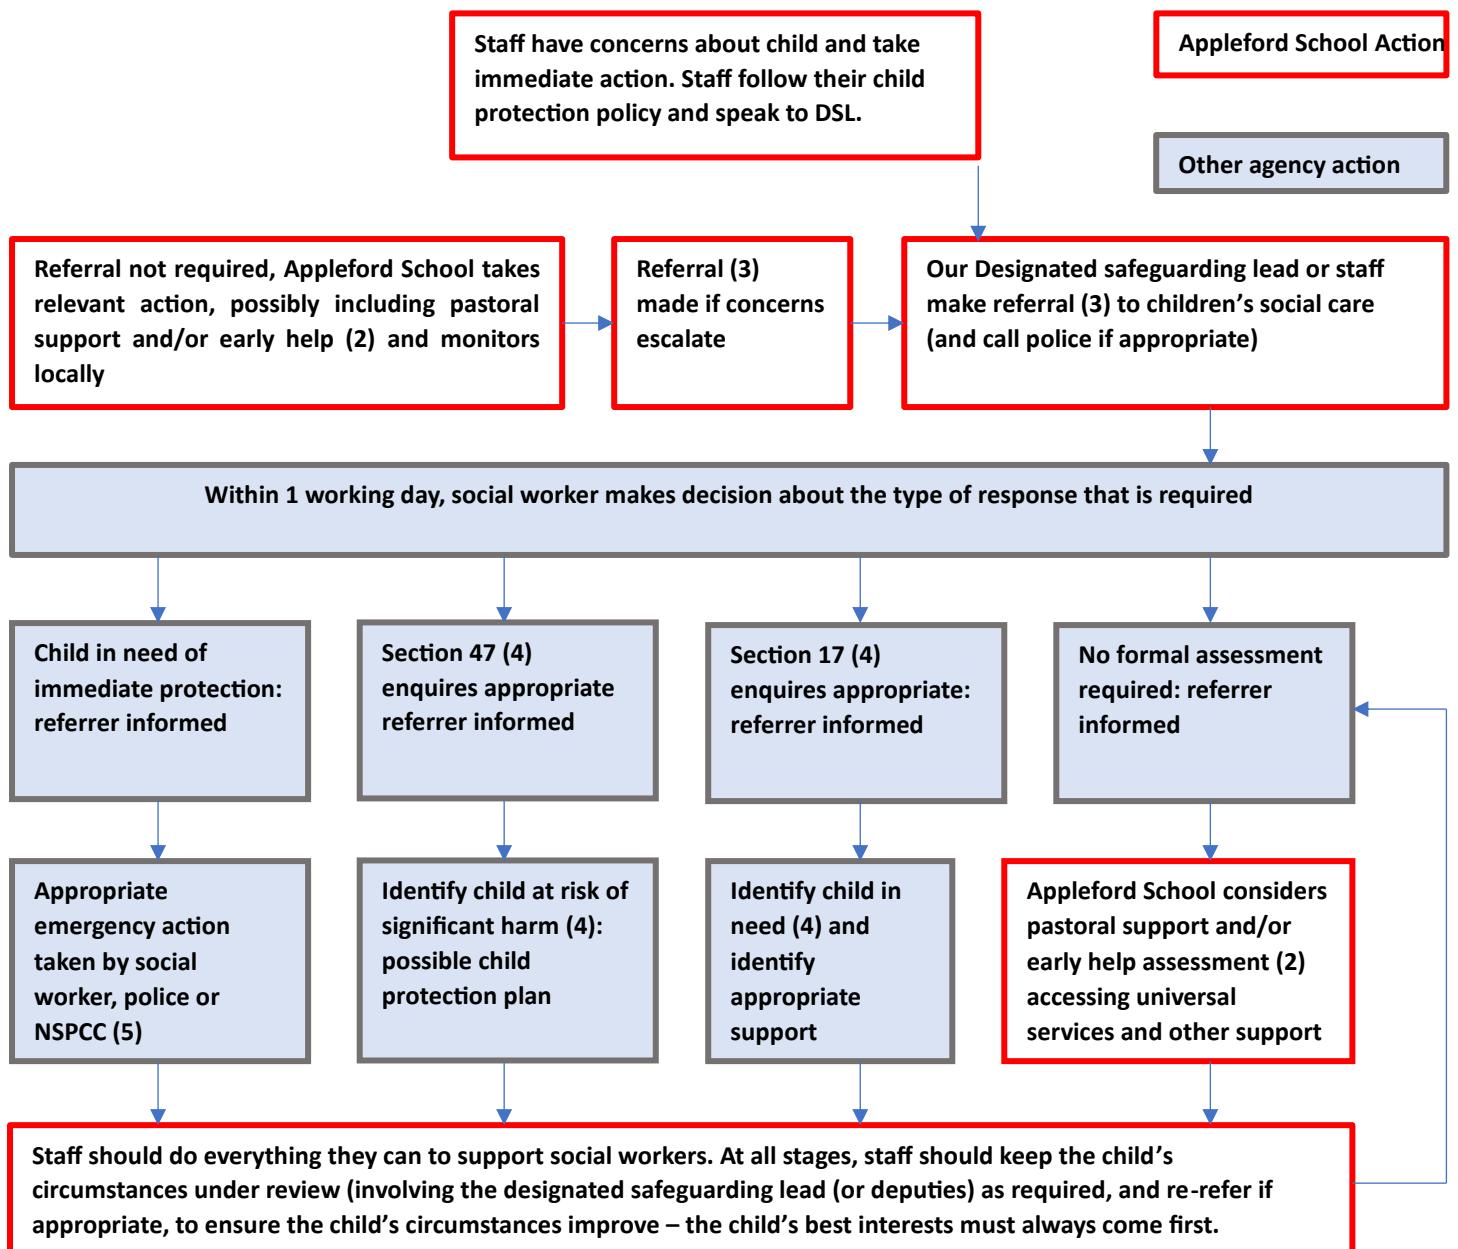 Staff have concerns about child and take
immediate action. Staff follow their child
protection policy and speak to DSL.
Appleford School Action
Other agency action
Referral not required, Appleford School takes
relevant action, possibly including pastoral
support and/or early help (2) and monitors
locally
Referral (3)
made if concerns
escalate
Our Designated safeguarding lead or staff
make referral (3) to children’s social care
(and call police if appropriate)
Within 1 working day, social worker makes decision about the type of response that is required
Child in need of
immediate protection:
referrer informed
Section 47 (4)
enquires appropriate
referrer informed
Section 17 (4)
enquires appropriate:
referrer informed
No formal assessment
required: referrer
informed
Appropriate
emergency action
taken by social
worker, police or
NSPCC (5)
Identify child at risk of
significant harm (4):
possible child
protection plan
Identify child in
need (4) and
identify
appropriate
support
Appleford School considers
pastoral support and/or
early help assessment (2)
accessing universal
services and other support
Staff should do everything they can to support social workers. At all stages, staff should keep the child’s
circumstances under review (involving the designated safeguarding lead (or deputies) as required, and re-refer if
appropriate, to ensure the child’s circumstances improve – the child’s best interests must always come first.